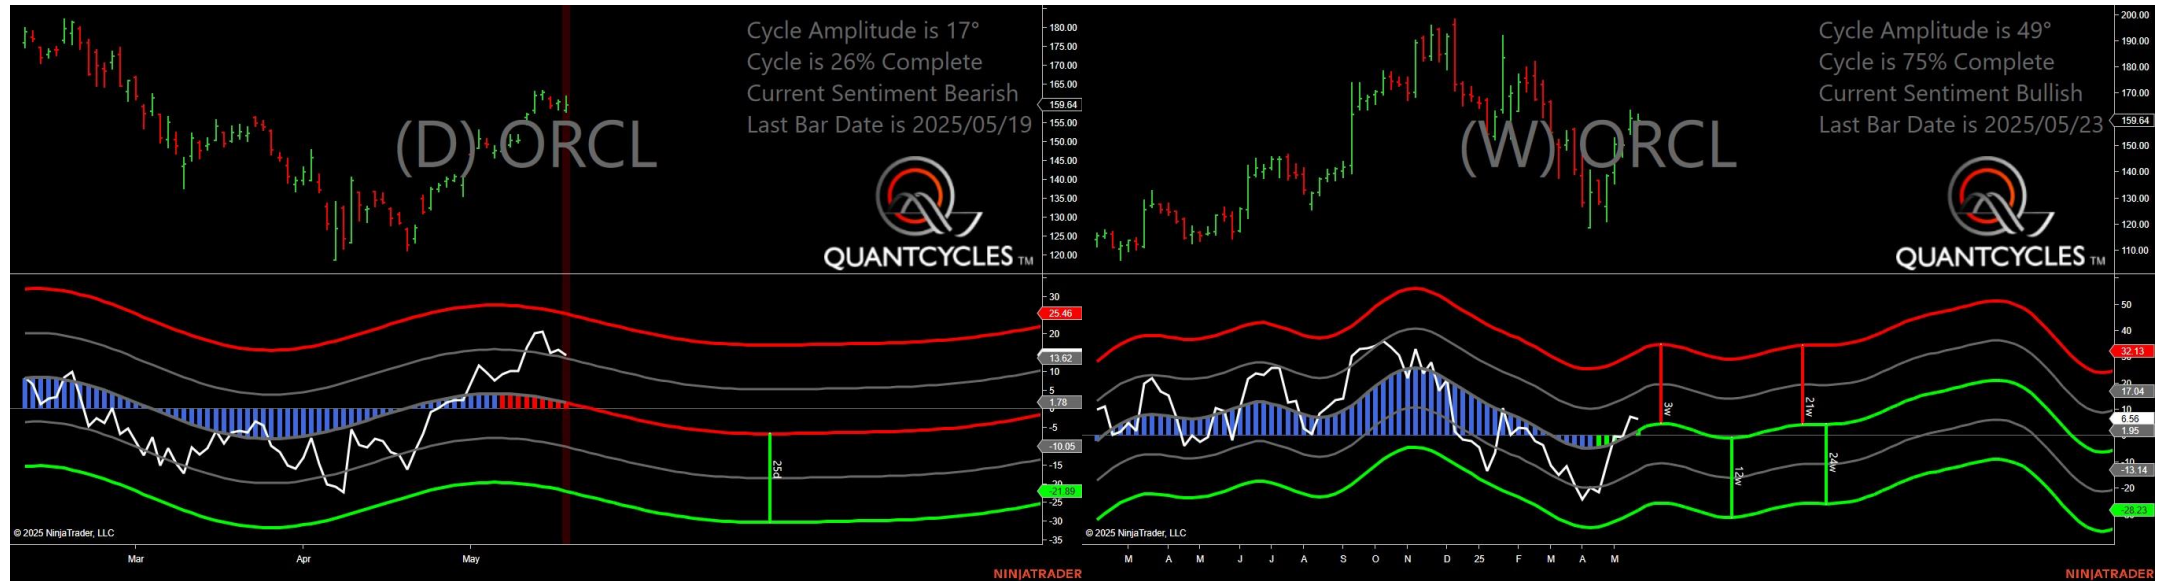 Cycle Amplitude is 17°
Cycle is 26% Complete
Current Sentiment Bearish
Last Bar Date is 2025/05/19
(D) ORCL
QUANTCYCLES TM
180.00
175.00
170.00
165.00
159.64
155.00
150.00
145.00
140.00
135.00
130.00
125.00
120.00
30
25.46
20
13.62
10
5
1.78
-5
-10.05
-15
-21.89
-25
-30
-35
25d
© 2025 NinjaTrader, LLC
Mar
Apr
May
NINJATRADER
Cycle Amplitude is 49°
Cycle is 75% Complete
Current Sentiment Bullish
Last Bar Date is 2025/05/23
(W) ORCL
QUANTCYCLES TM
200.00
190.00
180.00
170.00
159.64
150.00
140.00
130.00
120.00
110.00
50
40
32.13
17.04
10
6.56
1.95
-13.14
-20
-28.23
3w
12w
21w
24w
© 2025 NinjaTrader, LLC
M A M J J A S O N D 25 F M A M
NINJATRADER